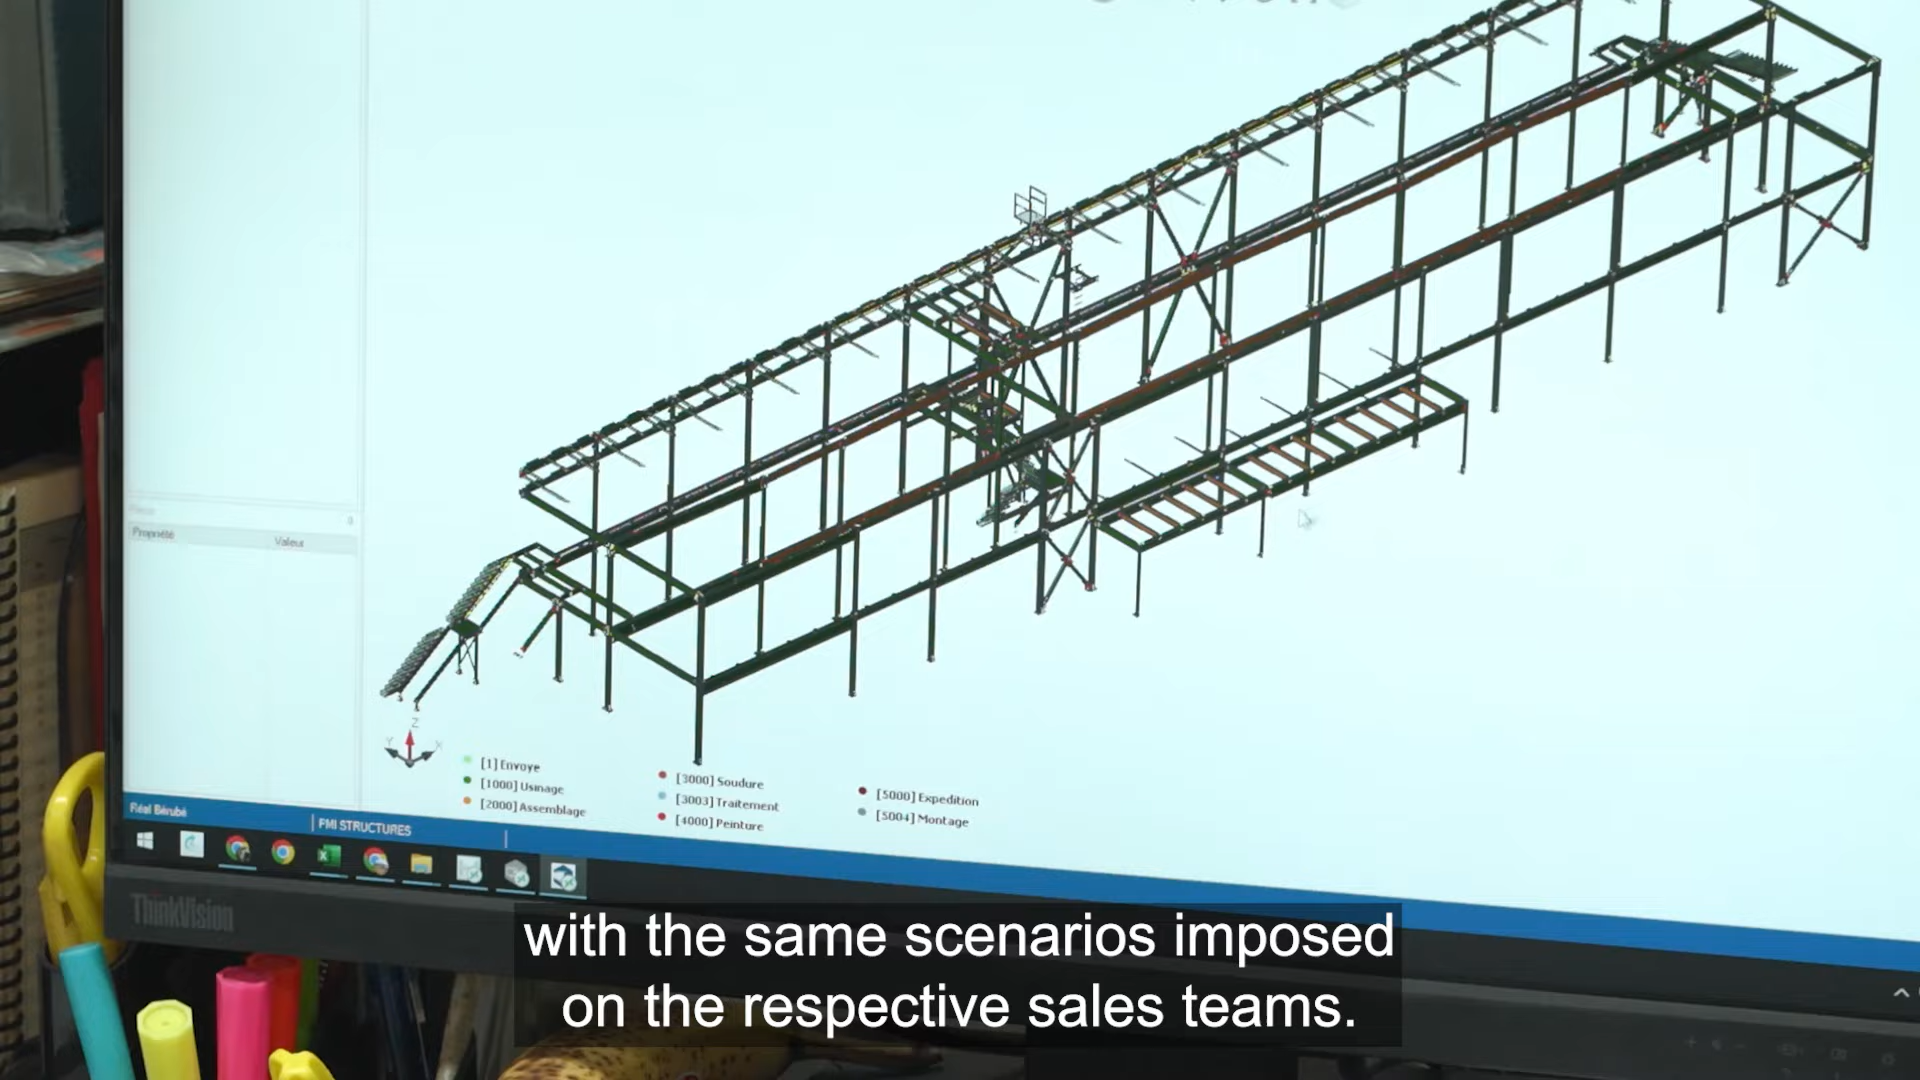 Propriété
Valeur
Z
Y
X
[1] Envoye
[1000] Usinage
[2000] Assemblage
[3000] Soudure
[3003] Traitement
[4000] Peinture
[5000] Expedition
[5004] Montage
Réal Bérubé
FMI STRUCTURES
ThinkVision
with the same scenarios imposed
on the respective sales teams.